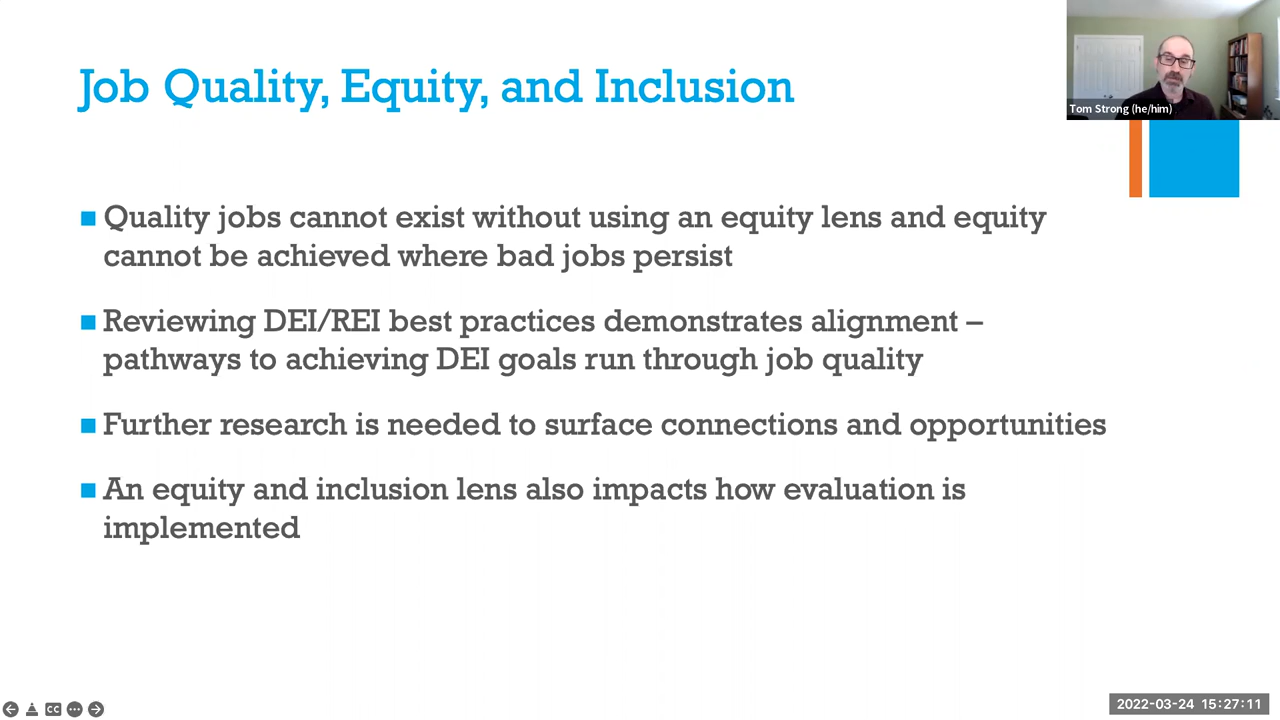 Job Quality, Equity, and Inclusion
Tom Strong (he/him)
Quality jobs cannot exist without using an equity lens and equity
cannot be achieved where bad jobs persist
Reviewing DEI/REI best practices demonstrates alignment –
pathways to achieving DEI goals run through job quality
Further research is needed to surface connections and opportunities
An equity and inclusion lens also impacts how evaluation is
implemented
CC
2022-03-24 15:27:11